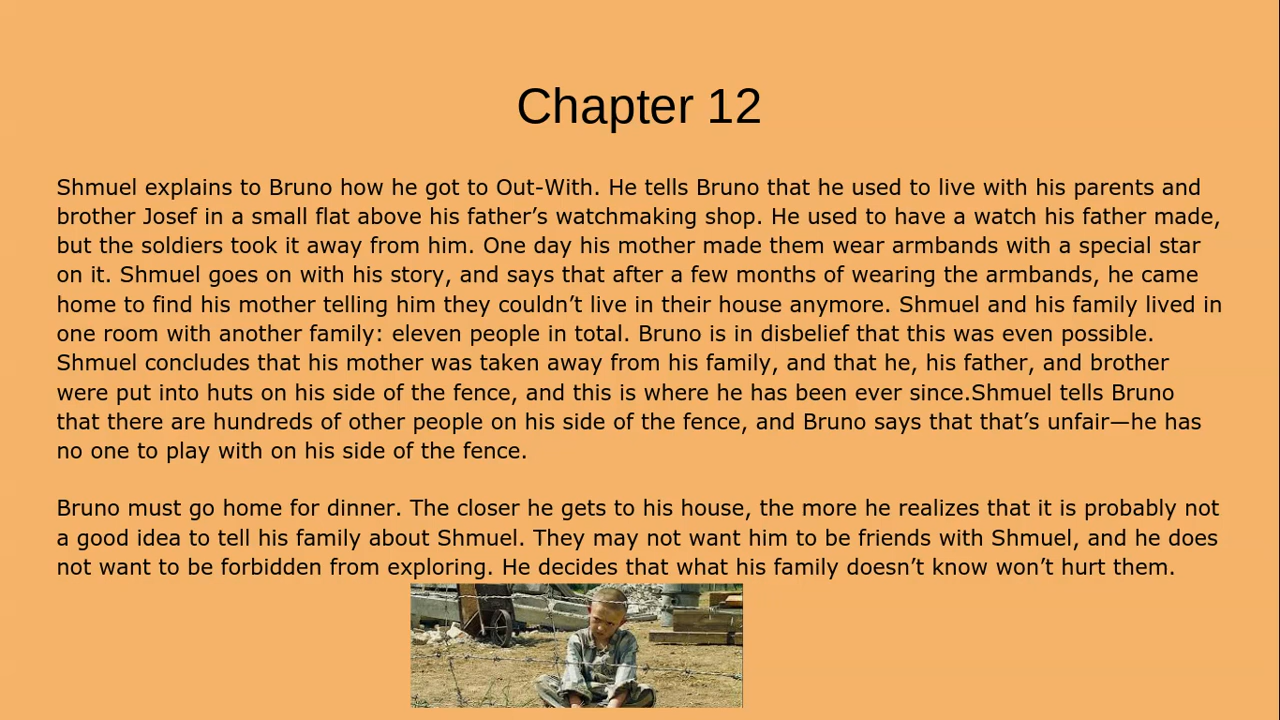 Chapter 12
Shmuel explains to Bruno how he got to Out-With. He tells Bruno that he used to live with his parents and
brother Josef in a small flat above his father’s watchmaking shop. He used to have a watch his father made,
but the soldiers took it away from him. One day his mother made them wear armbands with a special star
on it. Shmuel goes on with his story, and says that after a few months of wearing the armbands, he came
home to find his mother telling him they couldn’t live in their house anymore. Shmuel and his family lived in
one room with another family: eleven people in total. Bruno is in disbelief that this was even possible.
Shmuel concludes that his mother was taken away from his family, and that he, his father, and brother
were put into huts on his side of the fence, and this is where he has been ever since.Shmuel tells Bruno
that there are hundreds of other people on his side of the fence, and Bruno says that that’s unfair—he has
no one to play with on his side of the fence.
Bruno must go home for dinner. The closer he gets to his house, the more he realizes that it is probably not
a good idea to tell his family about Shmuel. They may not want him to be friends with Shmuel, and he does
not want to be forbidden from exploring. He decides that what his family doesn’t know won’t hurt them.